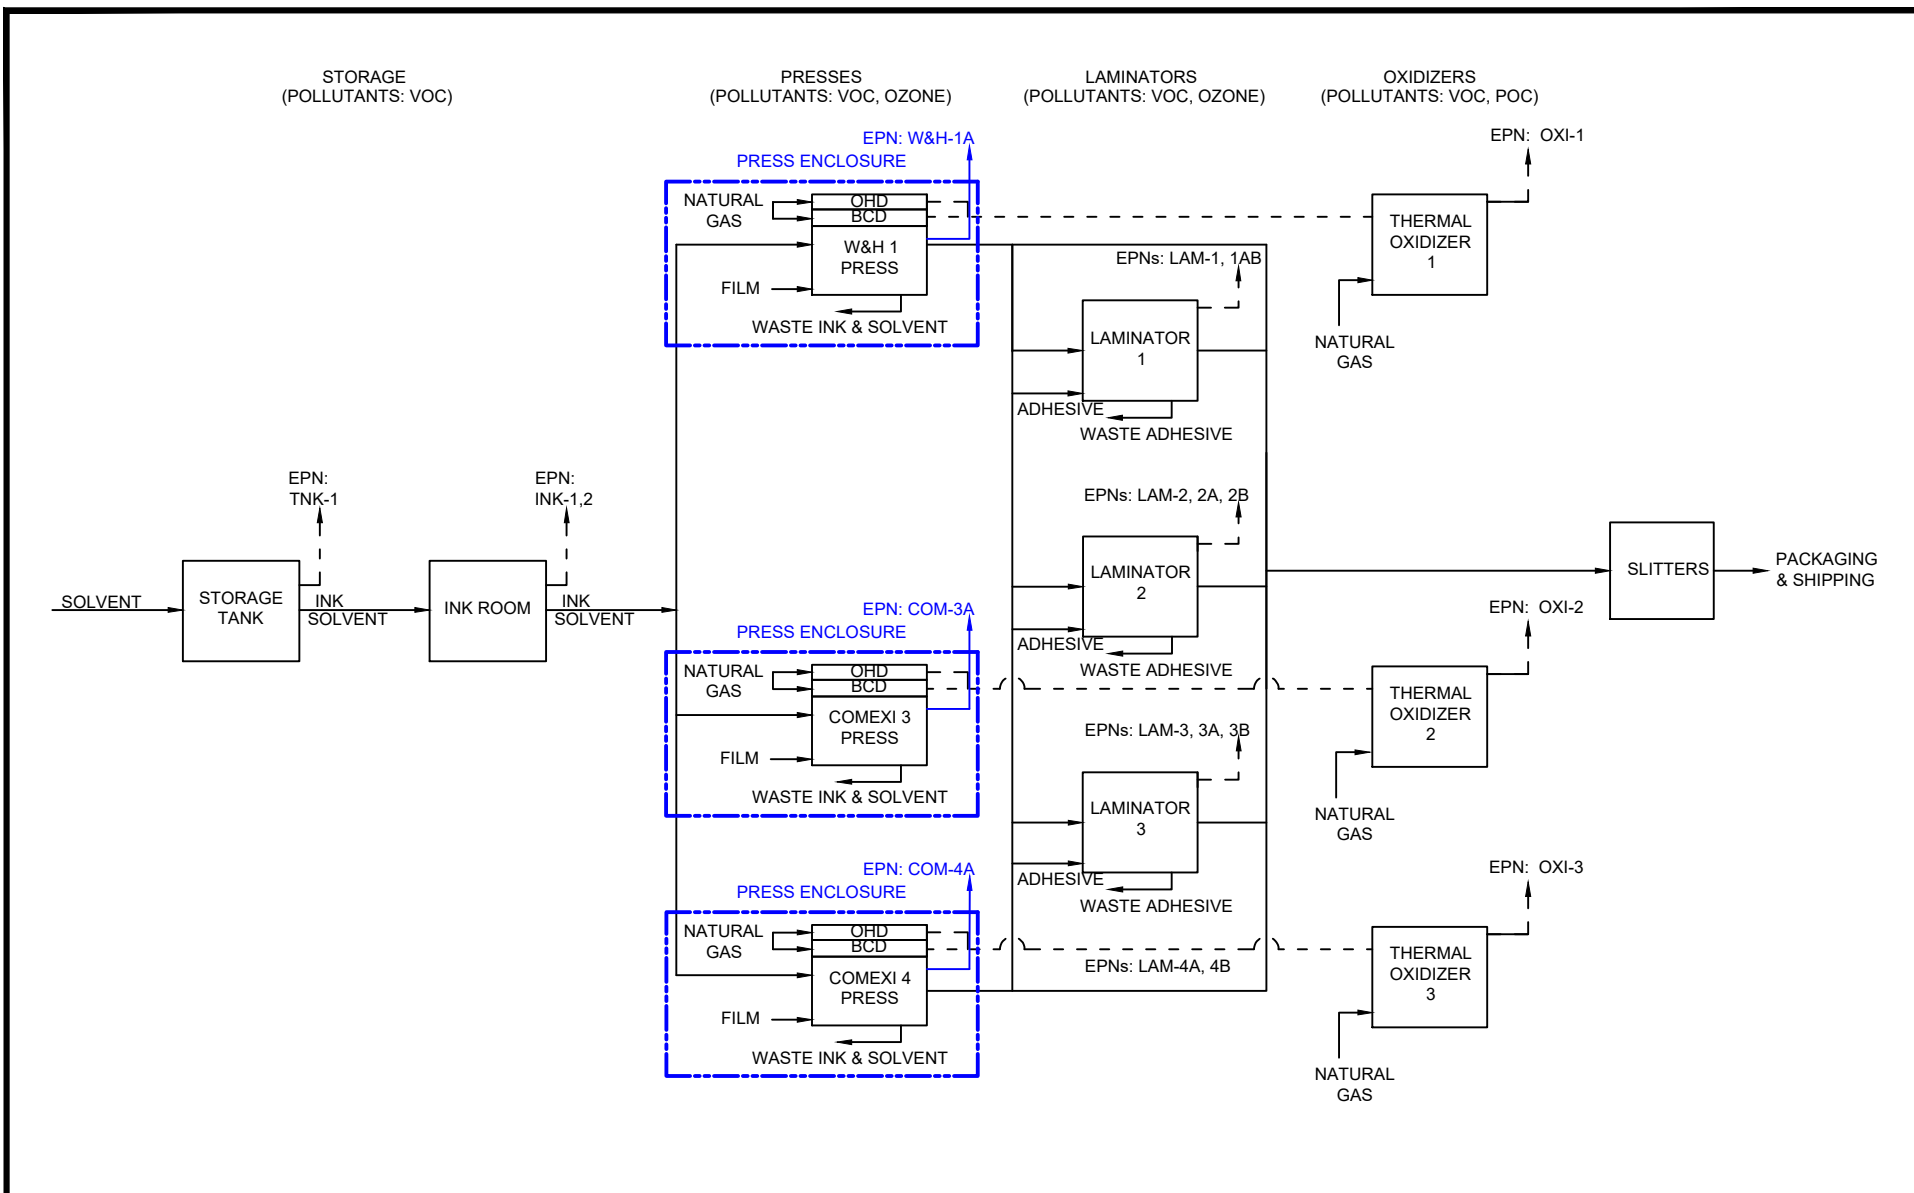 STORAGE
(POLLUTANTS: VOC)
PRESSES
(POLLUTANTS: VOC, OZONE)
LAMINATORS
(POLLUTANTS: VOC, OZONE)
OXIDIZERS
(POLLUTANTS: VOC, POC)
SOLVENT
STORAGE
TANK
EPN:
TNK-1
INK
SOLVENT
INK ROOM
EPN:
INK-1,2
INK
SOLVENT
EPN: W&H-1A
PRESS ENCLOSURE
NATURAL
GAS
OHD
BCD
W&H 1
PRESS
FILM
WASTE INK & SOLVENT
EPN: COM-3A
PRESS ENCLOSURE
NATURAL
GAS
OHD
BCD
COMEXI 3
PRESS
FILM
WASTE INK & SOLVENT
EPN: COM-4A
PRESS ENCLOSURE
NATURAL
GAS
OHD
BCD
COMEXI 4
PRESS
FILM
WASTE INK & SOLVENT
EPNs: LAM-1, 1AB
LAMINATOR
1
ADHESIVE
WASTE ADHESIVE
EPNs: LAM-2, 2A, 2B
LAMINATOR
2
ADHESIVE
WASTE ADHESIVE
EPNs: LAM-3, 3A, 3B
LAMINATOR
3
ADHESIVE
WASTE ADHESIVE
EPNs: LAM-4A, 4B
EPN: OXI-1
THERMAL
OXIDIZER
1
NATURAL
GAS
EPN: OXI-2
THERMAL
OXIDIZER
2
NATURAL
GAS
EPN: OXI-3
THERMAL
OXIDIZER
3
NATURAL
GAS
SLITTERS
PACKAGING
& SHIPPING